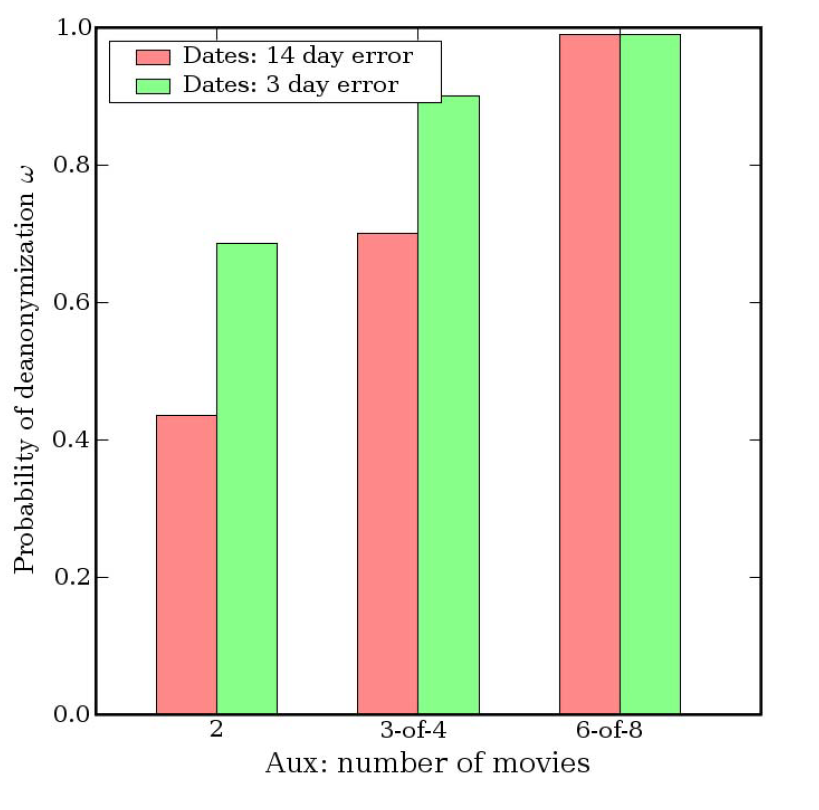 1.0
Dates: 14 day error
Dates: 3 day error
0.8
0.6
0.4
0.2
0.0
Probability of deanonymization ω
2 3-of-4 6-of-8
Aux: number of movies